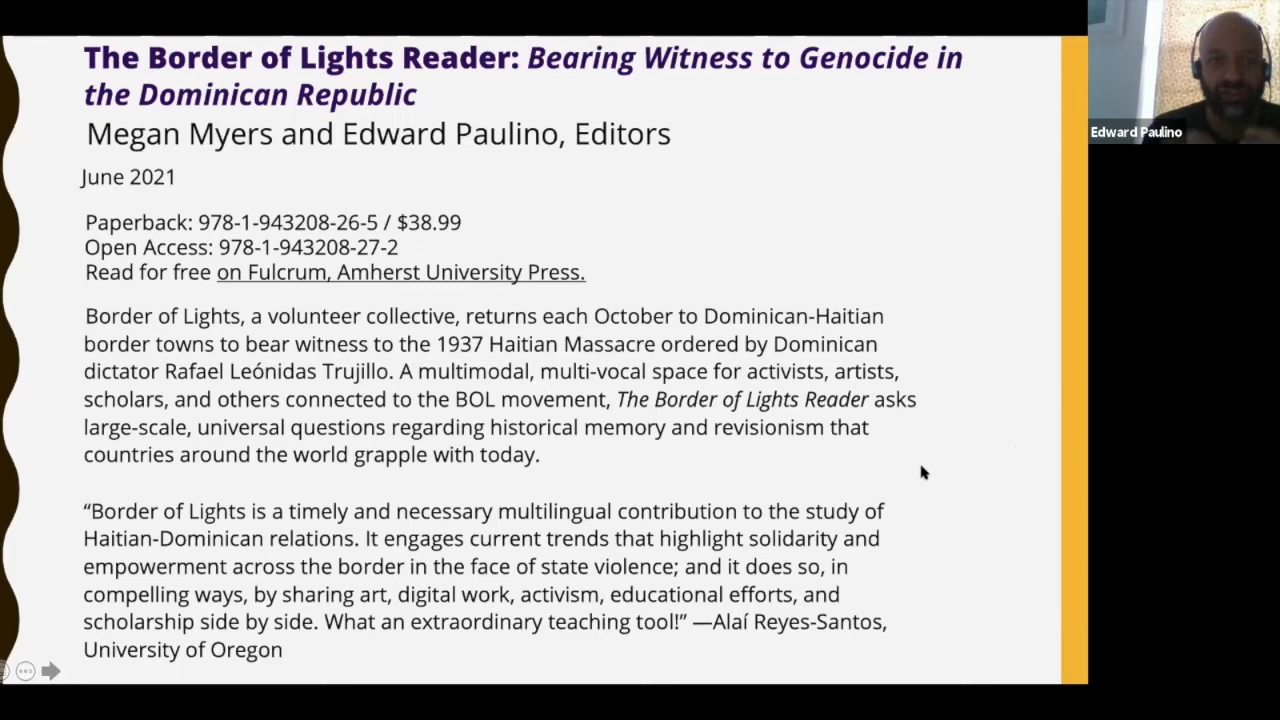 The Border of Lights Reader: Bearing Witness to Genocide in
the Dominican Republic
Megan Myers and Edward Paulino, Editors
June 2021
Paperback: 978-1-943208-26-5 / $38.99
Open Access: 978-1-943208-27-2
Read for free on Fulcrum, Amherst University Press.
Border of Lights, a volunteer collective, returns each October to Dominican-Haitian
border towns to bear witness to the 1937 Haitian Massacre ordered by Dominican
dictator Rafael Leónidas Trujillo. A multimodal, multi-vocal space for activists, artists,
scholars, and others connected to the BOL movement, The Border of Lights Reader asks
large-scale, universal questions regarding historical memory and revisionism that
countries around the world grapple with today.
“Border of Lights is a timely and necessary multilingual contribution to the study of
Haitian-Dominican relations. It engages current trends that highlight solidarity and
empowerment across the border in the face of state violence; and it does so, in
compelling ways, by sharing art, digital work, activism, educational efforts, and
scholarship side by side. What an extraordinary teaching tool!” —Alaí Reyes-Santos,
University of Oregon
Edward Paulino